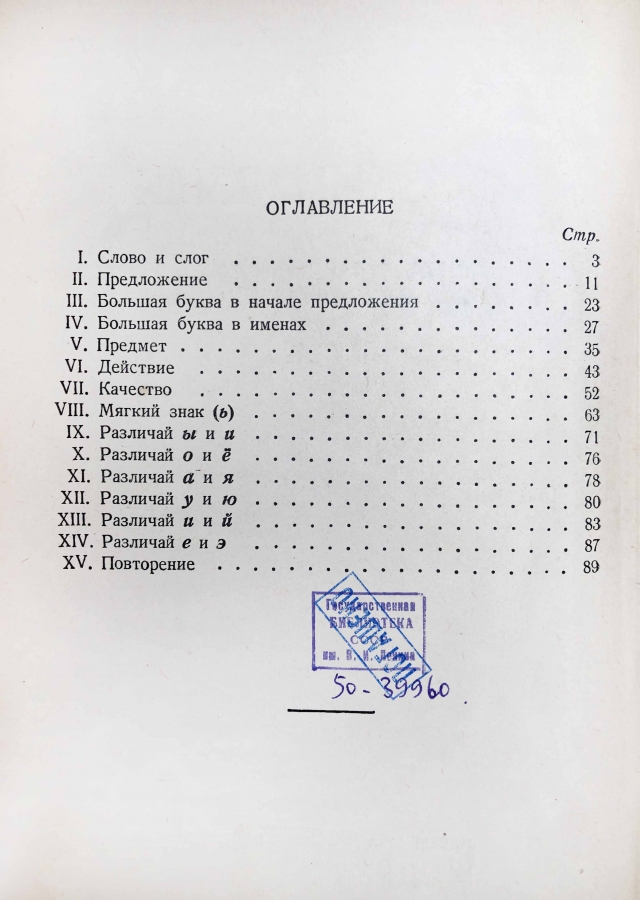 ОГЛАВЛЕНИЕ
Стр.
I. Слово и слог . . . . . . . . . . . . . . . . 3
II. Предложение . . . . . . . . . . . . . . . . 11
III. Большая буква в начале предложения . . . . . . . 23
IV. Большая буква в именах . . . . . . . . . . . . 27
V. Предмет . . . . . . . . . . . . . . . . . . . 35
VI. Действие . . . . . . . . . . . . . . . . . . 43
VII. Качество . . . . . . . . . . . . . . . . . . 52
VIII. Мягкий знак (ь) . . . . . . . . . . . . . . . 63
IX. Различай ы и и . . . . . . . . . . . . . . . 71
X. Различай о и ё . . . . . . . . . . . . . . . 76
XI. Различай а и я . . . . . . . . . . . . . . . 78
XII. Различай у и ю . . . . . . . . . . . . . . . 80
XIII. Различай и и й . . . . . . . . . . . . . . . 83
XIV. Различай е и э . . . . . . . . . . . . . . . 87
XV. Повторение . . . . . . . . . . . . . . . . . 89
Государственная
БИБЛИОТЕКА
СССР
им. В. И. Ленина
50-39960